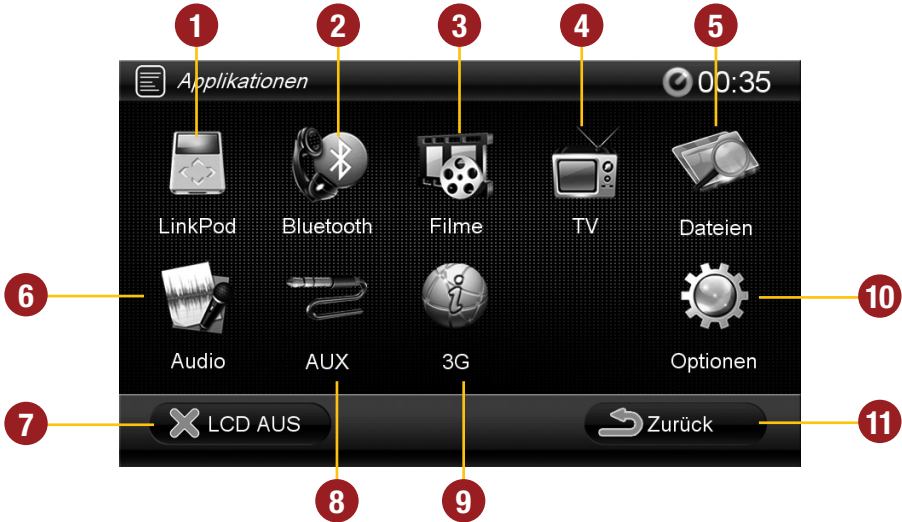 1 2 3 4 5
Applikationen 00:35
LinkPod Bluetooth Filme TV Dateien
6 10
Audio AUX 3G Optionen
7 LCD AUS Zurück 11
8 9